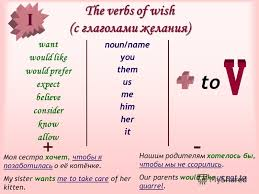 I
The verbs of wish
(с глаголами желания)
want
would like
would prefer
expect
believe
consider
know
allow
noun/name
you
them
us
me
him
her
it
+ to V
+
Моя сестра хочет, чтобы я
позаботилась о её котёнке.
My sister wants me to take care of her
kitten.
-
Нашим родителям хотелось бы,
чтобы мы не ссорились.
Our parents would like us not to
quarrel.
MyShared